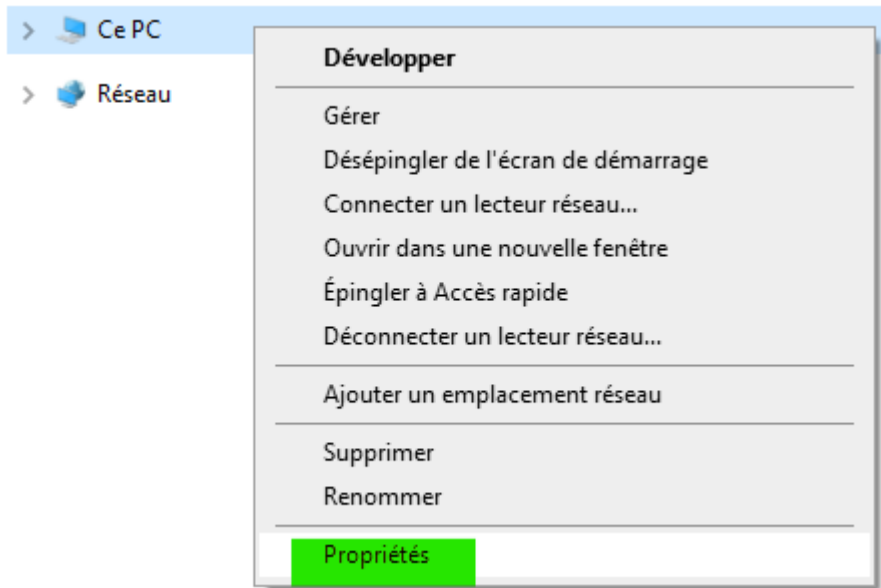 Ce PC
Réseau
Développer
Gérer
Désépingler de l'écran de démarrage
Connecter un lecteur réseau...
Ouvrir dans une nouvelle fenêtre
Épingler à Accès rapide
Déconnecter un lecteur réseau...
Ajouter un emplacement réseau
Supprimer
Renommer
Propriétés